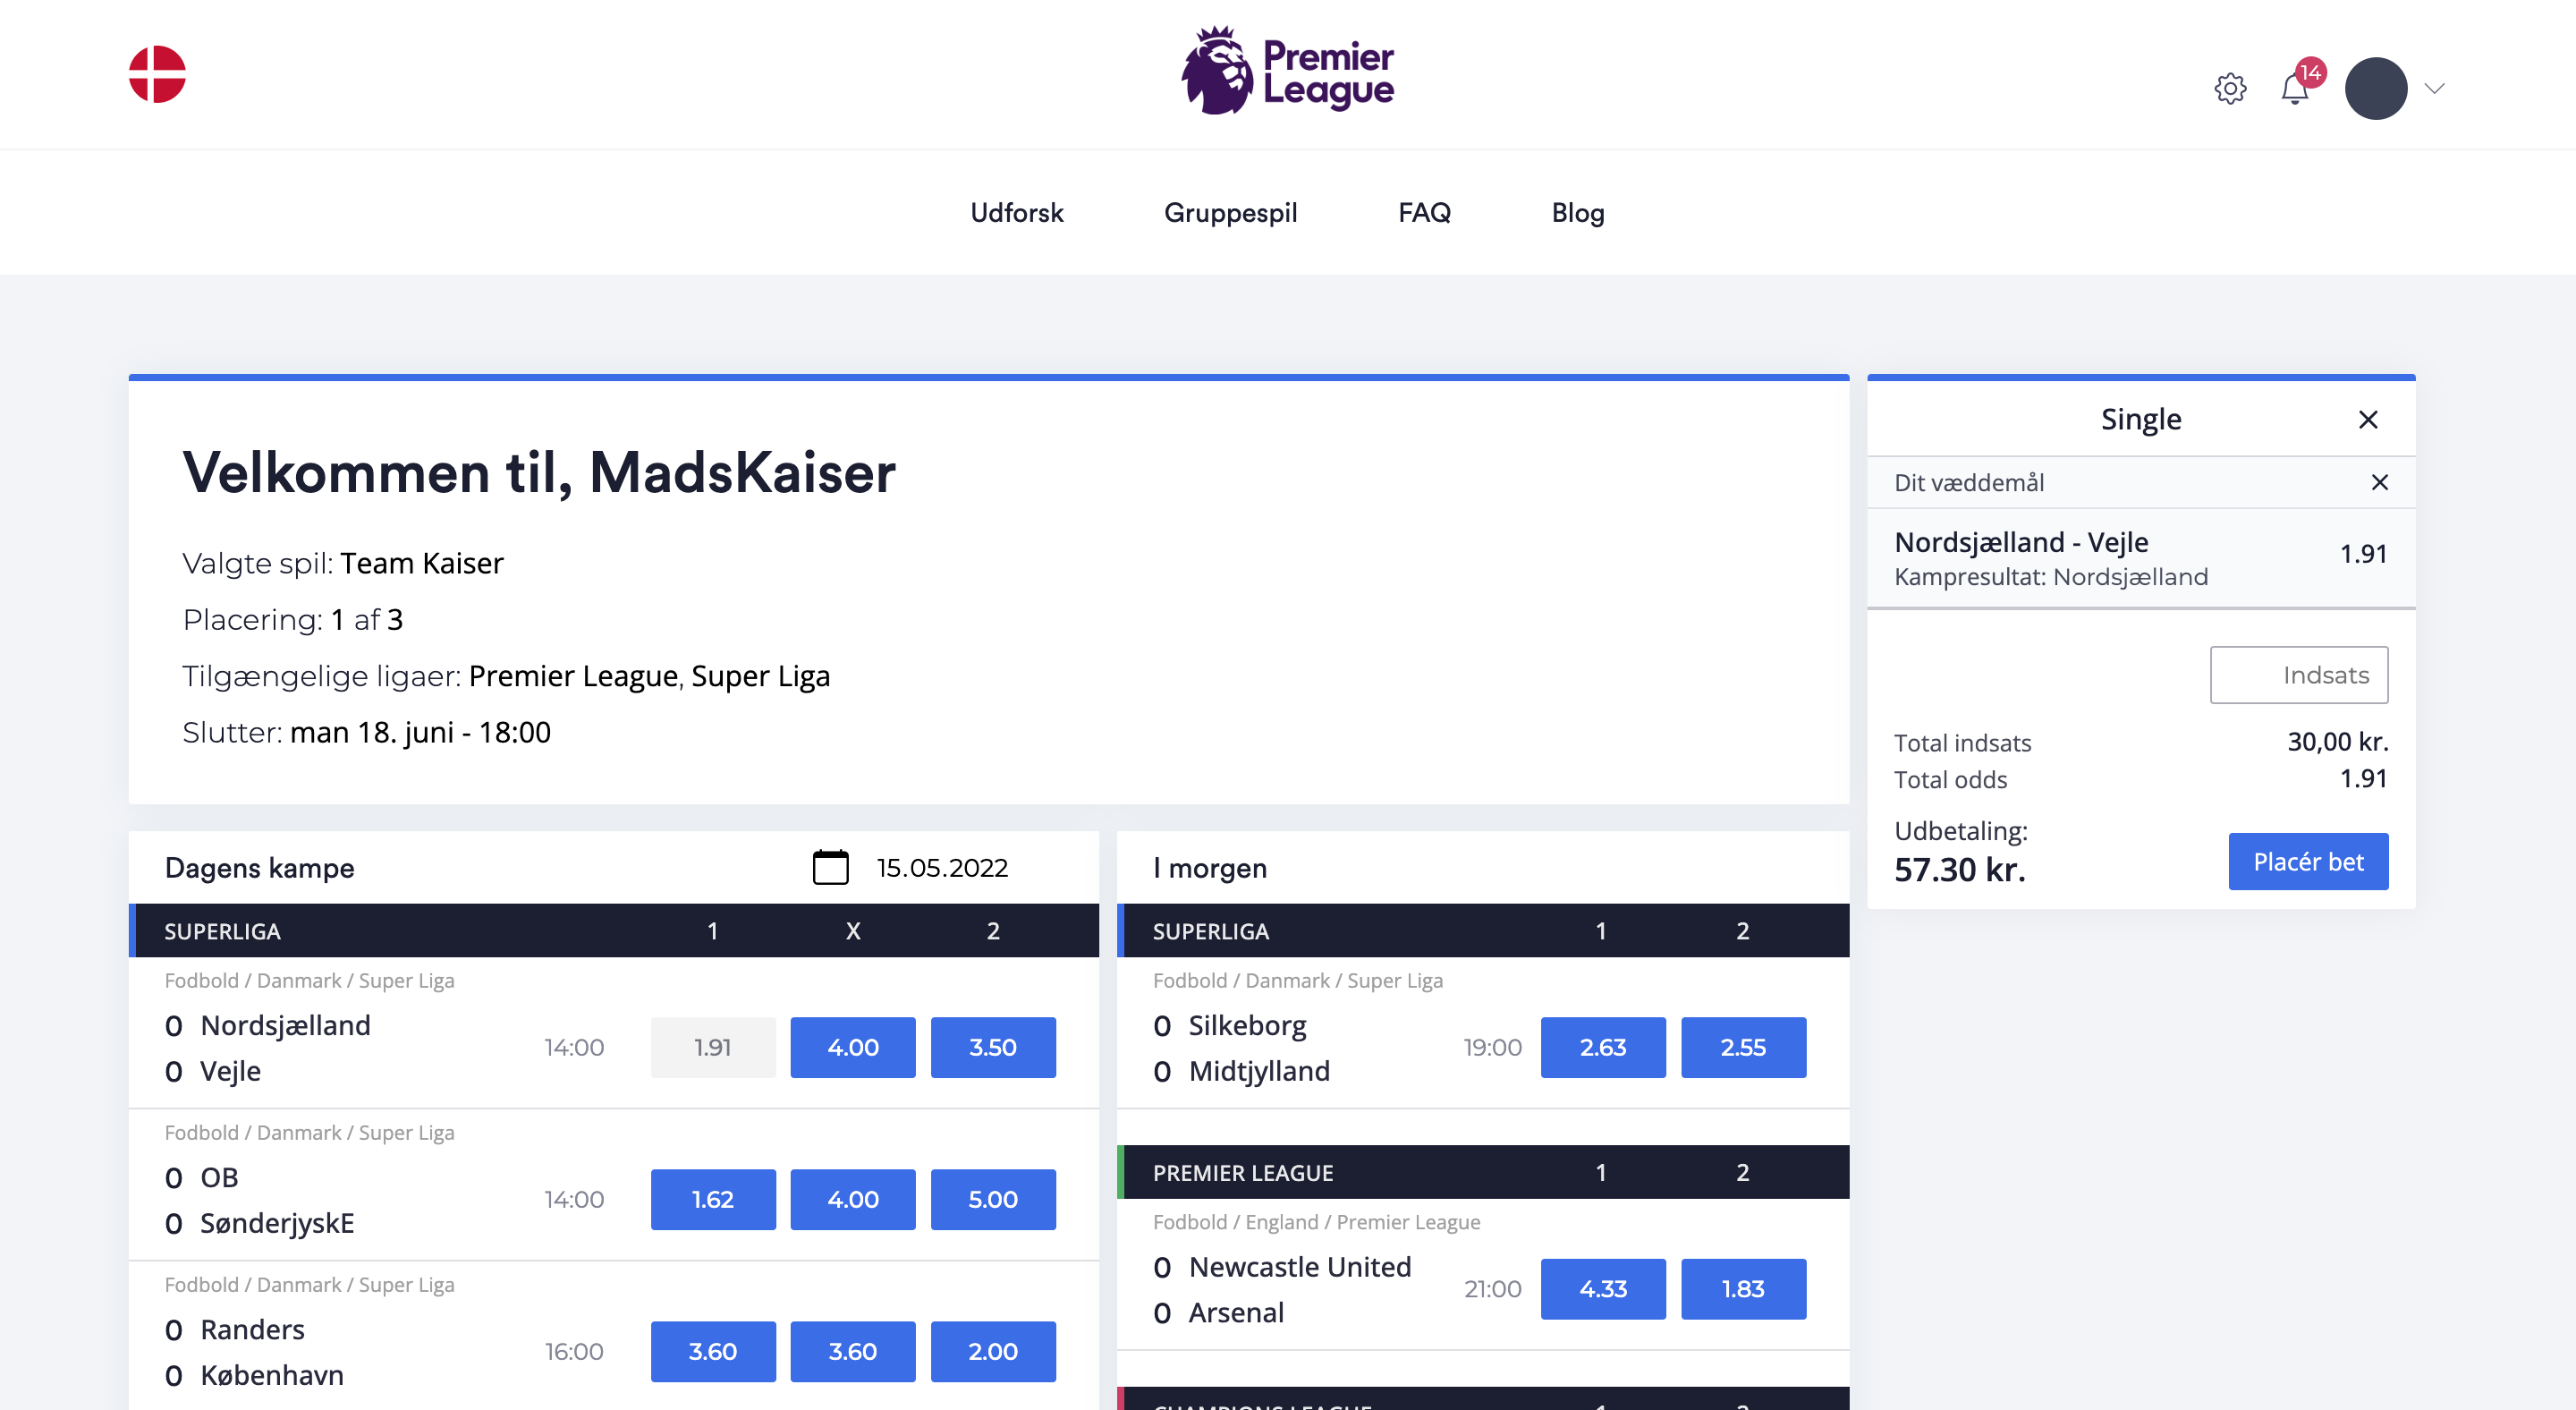 Premier
League
14
Udforsk Gruppespil FAQ Blog
Velkommen til, MadsKaiser
Valgte spil: Team Kaiser
Placering: 1 af 3
Tilgængelige ligaer: Premier League, Super Liga
Slutter: man 18. juni - 18:00
Single
Dit væddemål
Nordsjælland - Vejle 1.91
Kampresultat: Nordsjælland
Indsats
Total indsats 30,00 kr.
Total odds 1.91
Udbetaling:
57.30 kr.
Placér bet
Dagens kampe 15.05.2022
SUPERLIGA 1 X 2
Fodbold / Danmark / Super Liga
0 Nordsjælland
0 Vejle
14:00 1.91 4.00 3.50
Fodbold / Danmark / Super Liga
0 OB
0 SønderjyskE
14:00 1.62 4.00 5.00
Fodbold / Danmark / Super Liga
0 Randers
0 København
16:00 3.60 3.60 2.00
I morgen
SUPERLIGA 1 2
Fodbold / Danmark / Super Liga
0 Silkeborg
0 Midtjylland
19:00 2.63 2.55
PREMIER LEAGUE 1 2
Fodbold / England / Premier League
0 Newcastle United
0 Arsenal
21:00 4.33 1.83
CHAMPIONS LEAGUE 1 2